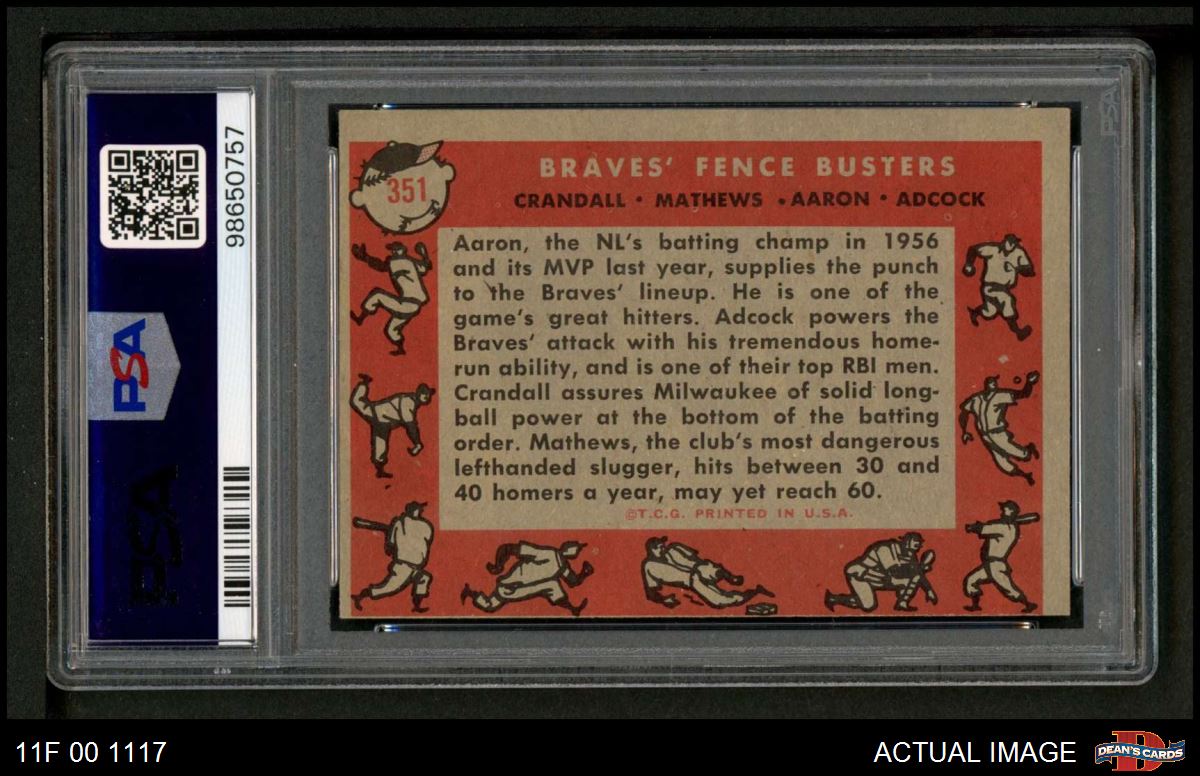 98650757
PSA
PSA
PSA
351
BRAVES' FENCE BUSTERS
CRANDALL • MATHEWS • AARON • ADCOCK
Aaron, the NL's batting champ in 1956
and its MVP last year, supplies the punch
to the Braves' lineup. He is one of the
game's great hitters. Adcock powers the
Braves' attack with his tremendous home-
run ability, and is one of their top RBI men.
Crandall assures Milwaukee of solid long-
ball power at the bottom of the batting
order. Mathews, the club's most dangerous
lefthanded slugger, hits between 30 and
40 homers a year, may yet reach 60.
©T.C.G. PRINTED IN U.S.A.
11F 00 1117
ACTUAL IMAGE
DEAN'S CARDS